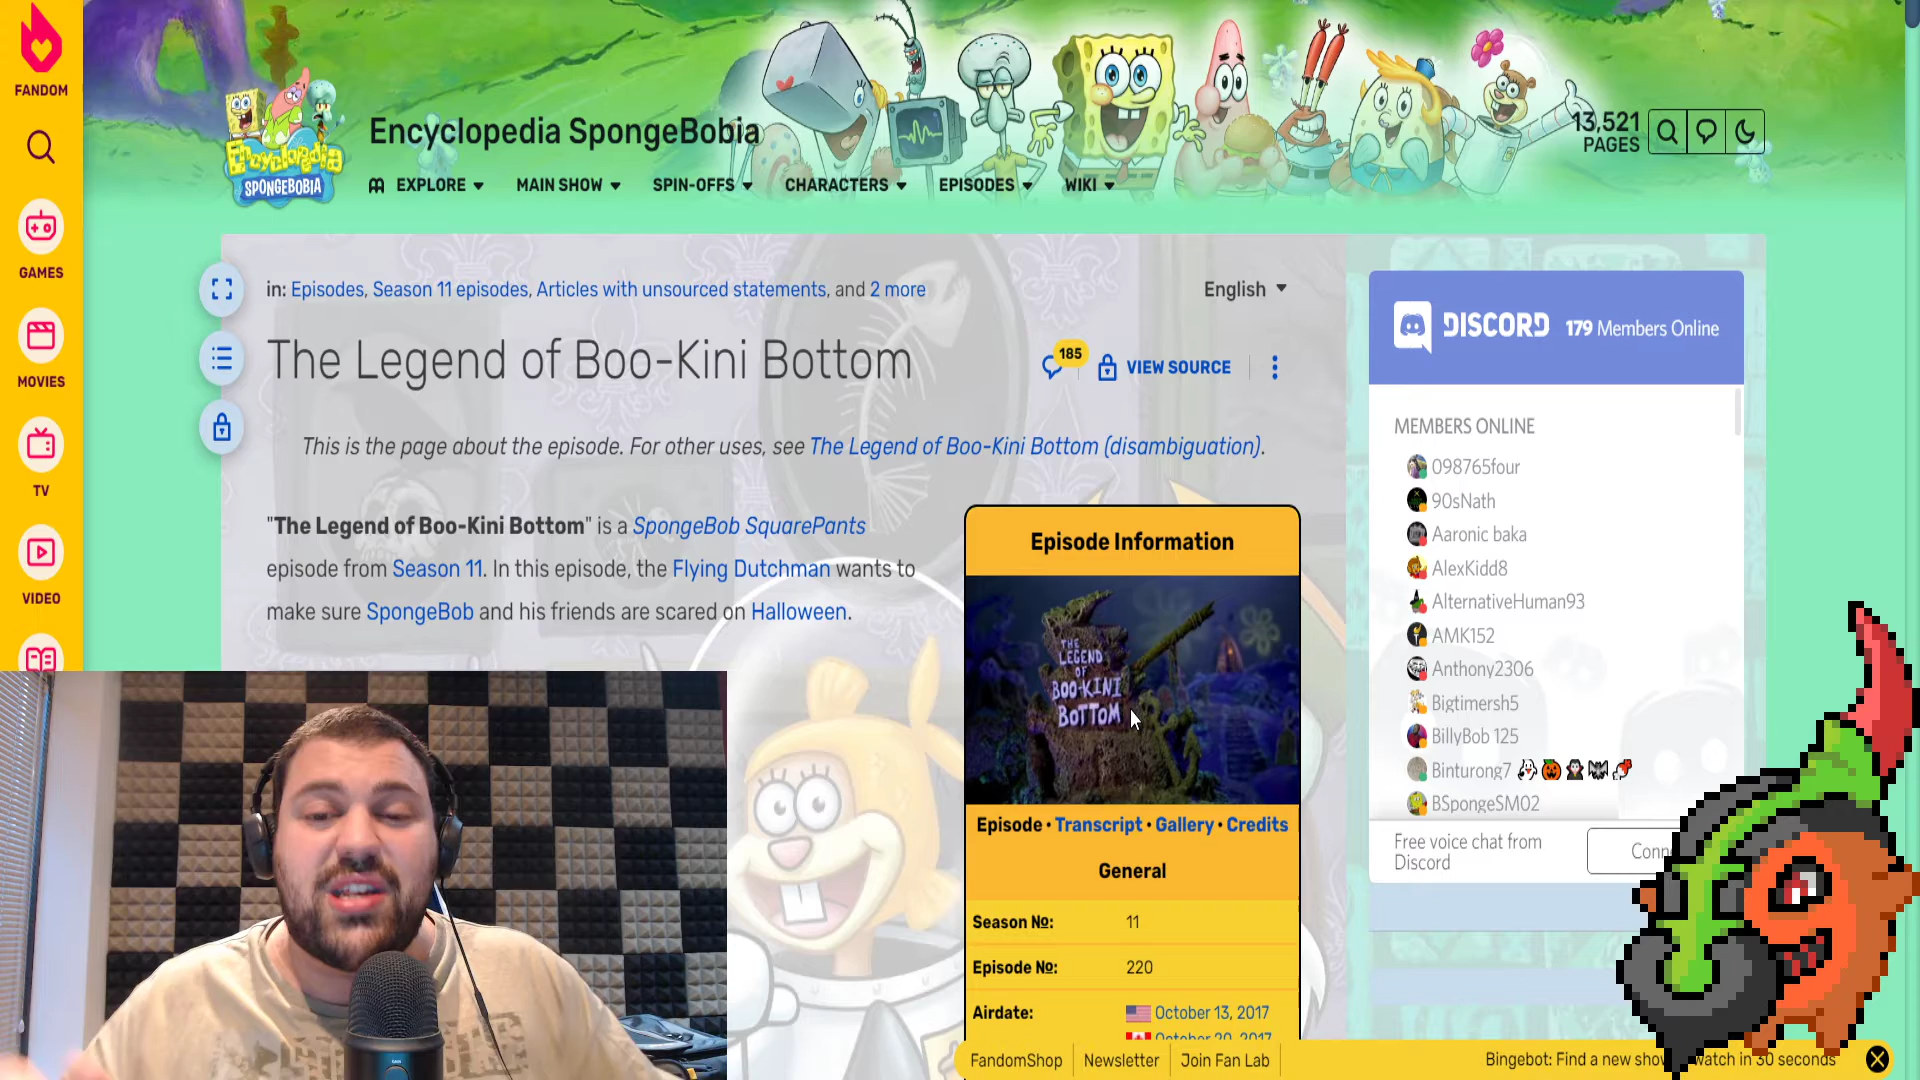 FANDOM
GAMES
MOVIES
TV
VIDEO
Encyclopedia
SPONGEBOBIA
Encyclopedia SpongeBobia
EXPLORE
MAIN SHOW
SPIN-OFFS
CHARACTERS
EPISODES
WIKI
13,521
PAGES
in: Episodes, Season 11 episodes, Articles with unsourced statements, and 2 more
English
The Legend of Boo-Kini Bottom
185
VIEW SOURCE
This is the page about the episode. For other uses, see The Legend of Boo-Kini Bottom (disambiguation).
"The Legend of Boo-Kini Bottom" is a SpongeBob SquarePants
episode from Season 11. In this episode, the Flying Dutchman wants to
make sure SpongeBob and his friends are scared on Halloween.
Episode Information
THE
LEGEND
OF
BOO-KINI
BOTTOM
Episode • Transcript • Gallery • Credits
General
Season №: 11
Episode №: 220
Airdate: October 13, 2017
October 20, 2017
DISCORD 179 Members Online
MEMBERS ONLINE
098765four
90sNath
Aaronic baka
AlexKidd8
AlternativeHuman93
AMK152
Anthony2306
Bigtimersh5
BillyBob 125
Binturong7
BSpongeSM02
Free voice chat from
Discord
Conn
FandomShop
Newsletter
Join Fan Lab
Bingebot: Find a new show watch in 30 seconds